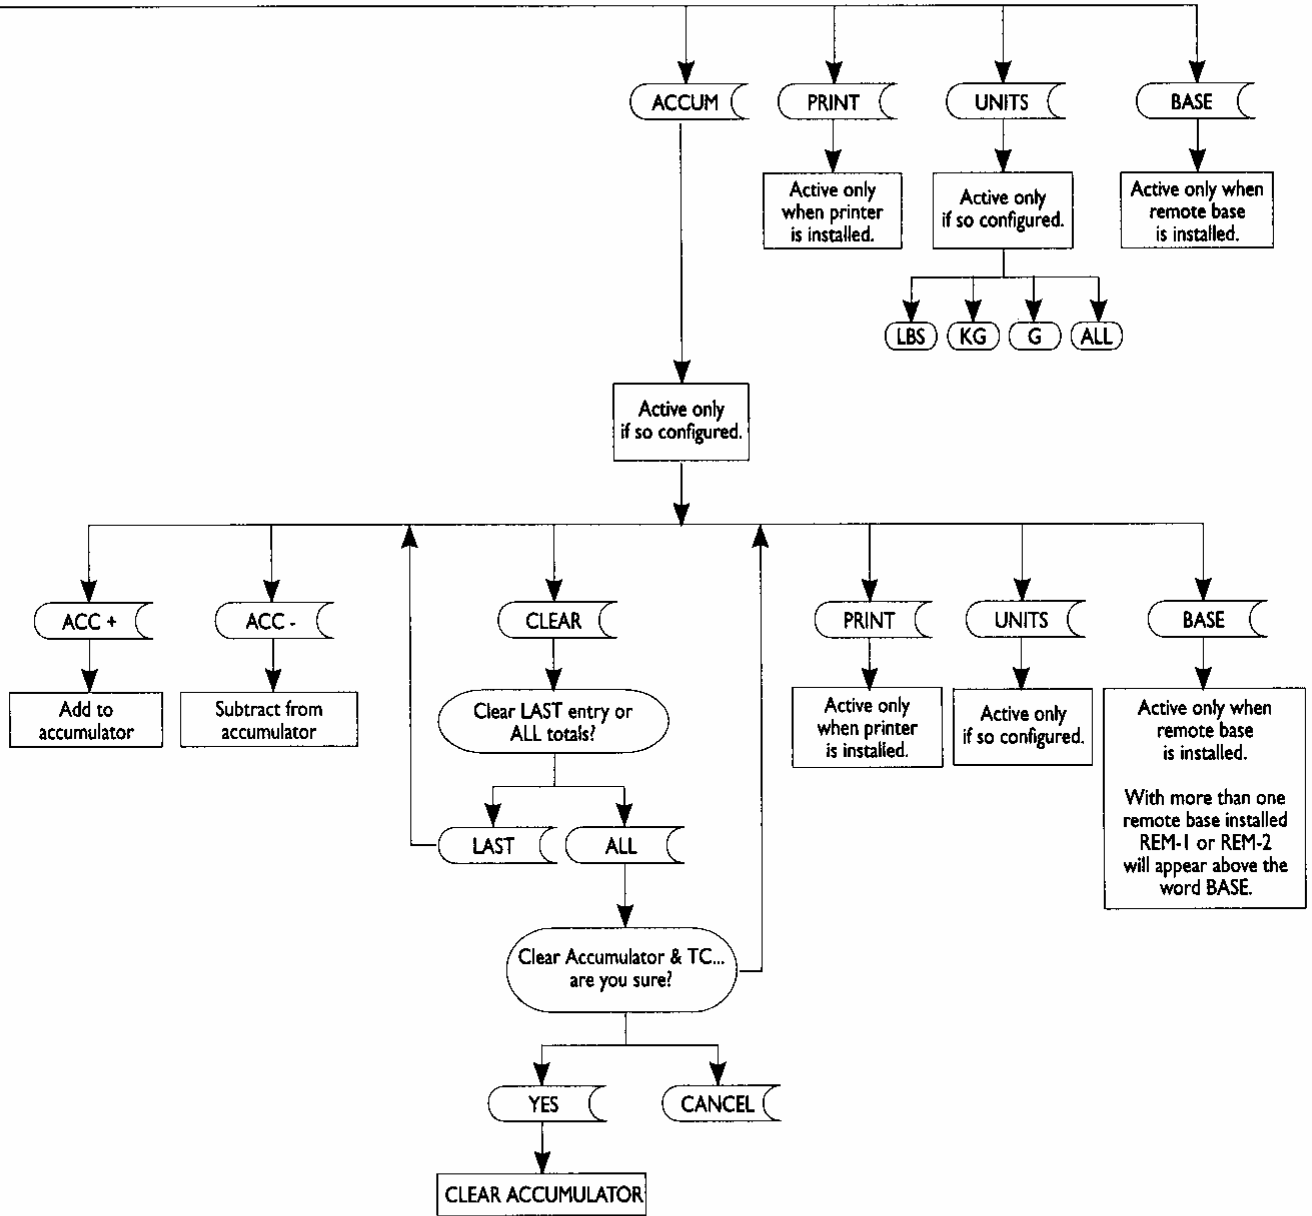 ACCUM
PRINT
UNITS
BASE
Active only
when printer
is installed.
Active only
if so configured.
Active only when
remote base
is installed.
LBS
KG
G
ALL
Active only
if so configured.
ACC +
ACC -
CLEAR
PRINT
UNITS
BASE
Add to
accumulator
Subtract from
accumulator
Clear LAST entry or
ALL totals?
Active only
when printer
is installed.
Active only
if so configured.
Active only when
remote base
is installed.
With more than one
remote base installed
REM-1 or REM-2
will appear above the
word BASE.
LAST
ALL
Clear Accumulator & TC...
are you sure?
YES
CANCEL
CLEAR ACCUMULATOR